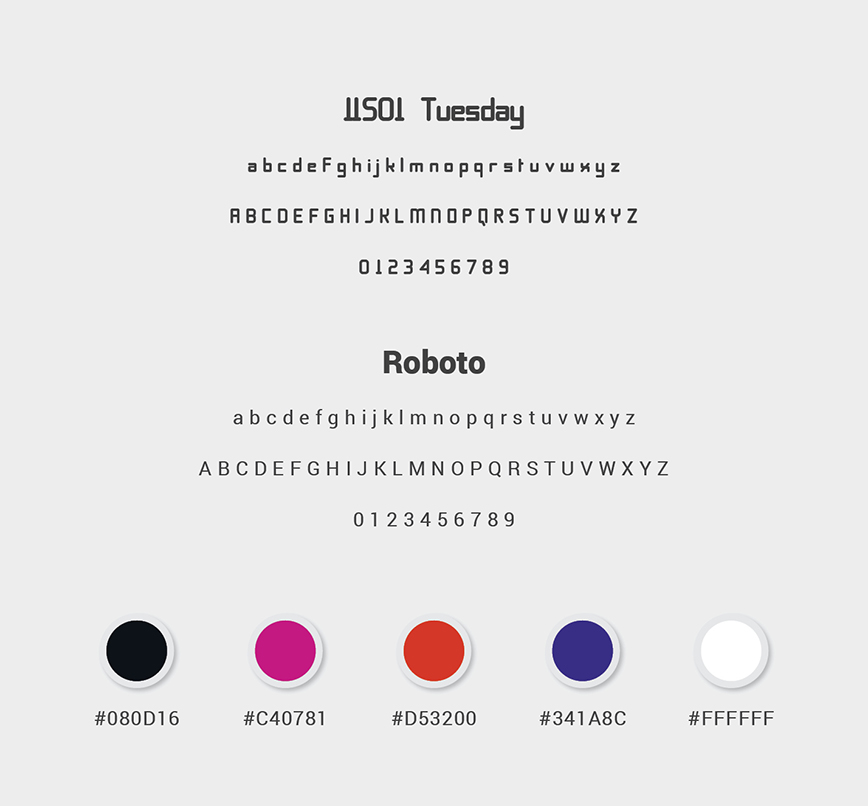 11S01 Tuesday
a b c d e f g h i j k l m n o p q r s t u v w x y z
A B C D E F G H I J K L M N O P Q R S T U V W X Y Z
0 1 2 3 4 5 6 7 8 9
Roboto
a b c d e f g h i j k l m n o p q r s t u v w x y z
A B C D E F G H I J K L M N O P Q R S T U V W X Y Z
0 1 2 3 4 5 6 7 8 9
#080D16 #C40781 #D53200 #341A8C #FFFFFF